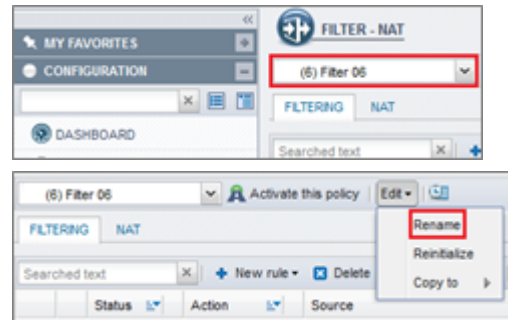 MY FAVORITES
CONFIGURATION
DASHBOARD
FILTER - NAT
(6) Filter 06
FILTERING NAT
Searched text
(6) Filter 06 Activate this policy Edit
FILTERING NAT
Rename
Reinitialize
Copy to
Searched text New rule Delete
Status Action Source